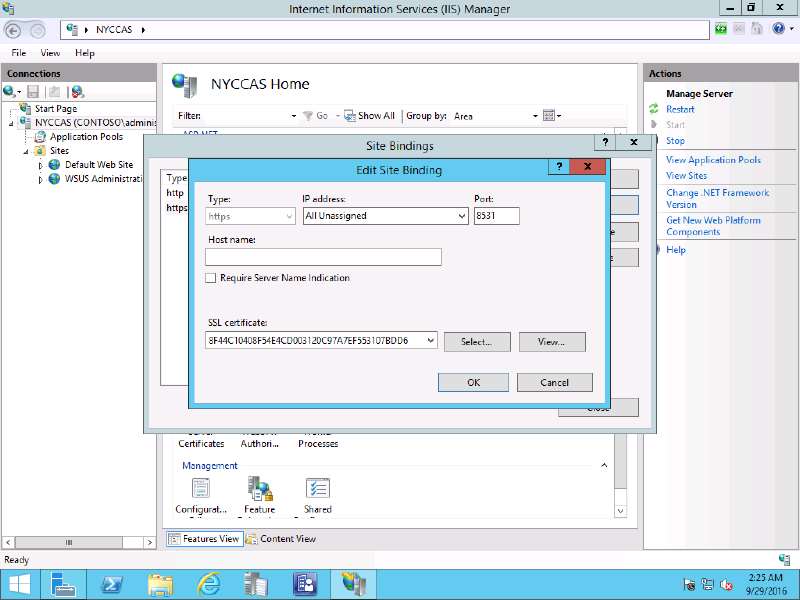 Internet Information Services (IIS) Manager
NYCCAS
File View Help
Connections
Start Page
NYCCAS (CONTOSO\adminis
Application Pools
Sites
Default Web Site
WSUS Administrati
NYCCAS Home
Filter: Go Show All Group by: Area
ASP.NET
Site Bindings
?
Type
http
https
Edit Site Binding
?
Type: IP address: Port:
https All Unassigned 8531
Host name:
Require Server Name Indication
SSL certificate:
8F44C10408F54E4CD003120C97A7EF553107BDD6 Select... View...
OK Cancel
Close
Certificates Authori... Processes
Management
Configurat... Feature Shared
Features View Content View
Actions
Manage Server
Restart
Start
Stop
View Application Pools
View Sites
Change .NET Framework
Version
Get New Web Platform
Components
Help
Ready
2:25 AM
9/29/2016